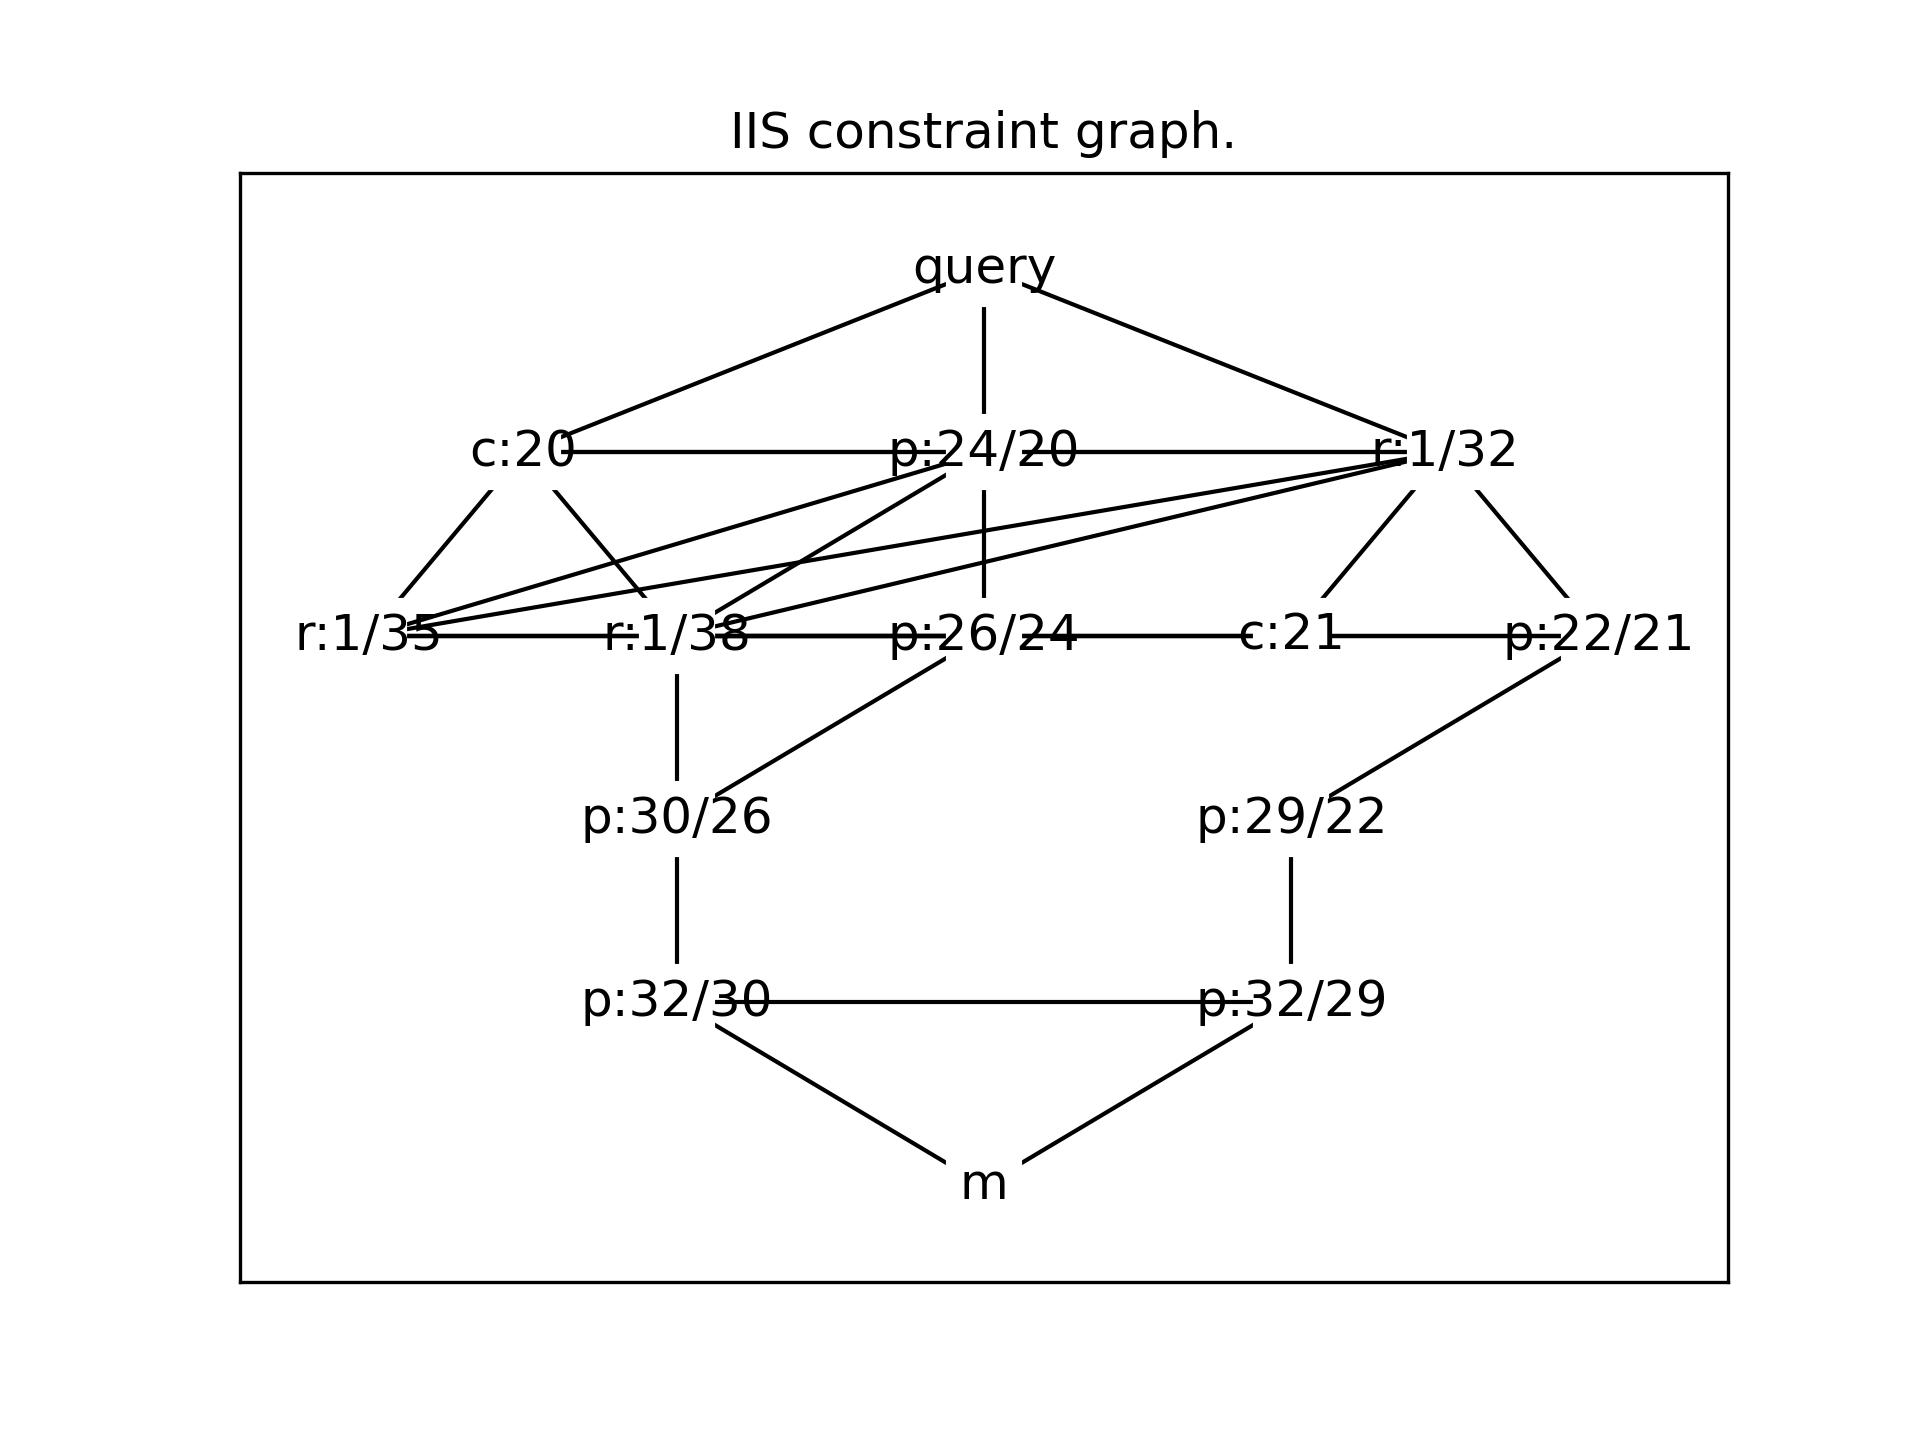 IIS constraint graph.
query
c:20 p:24/20 r:1/32
r:1/35 r:1/38 p:26/24 c:21 p:22/21
p:30/26 p:29/22
p:32/30 p:32/29
m